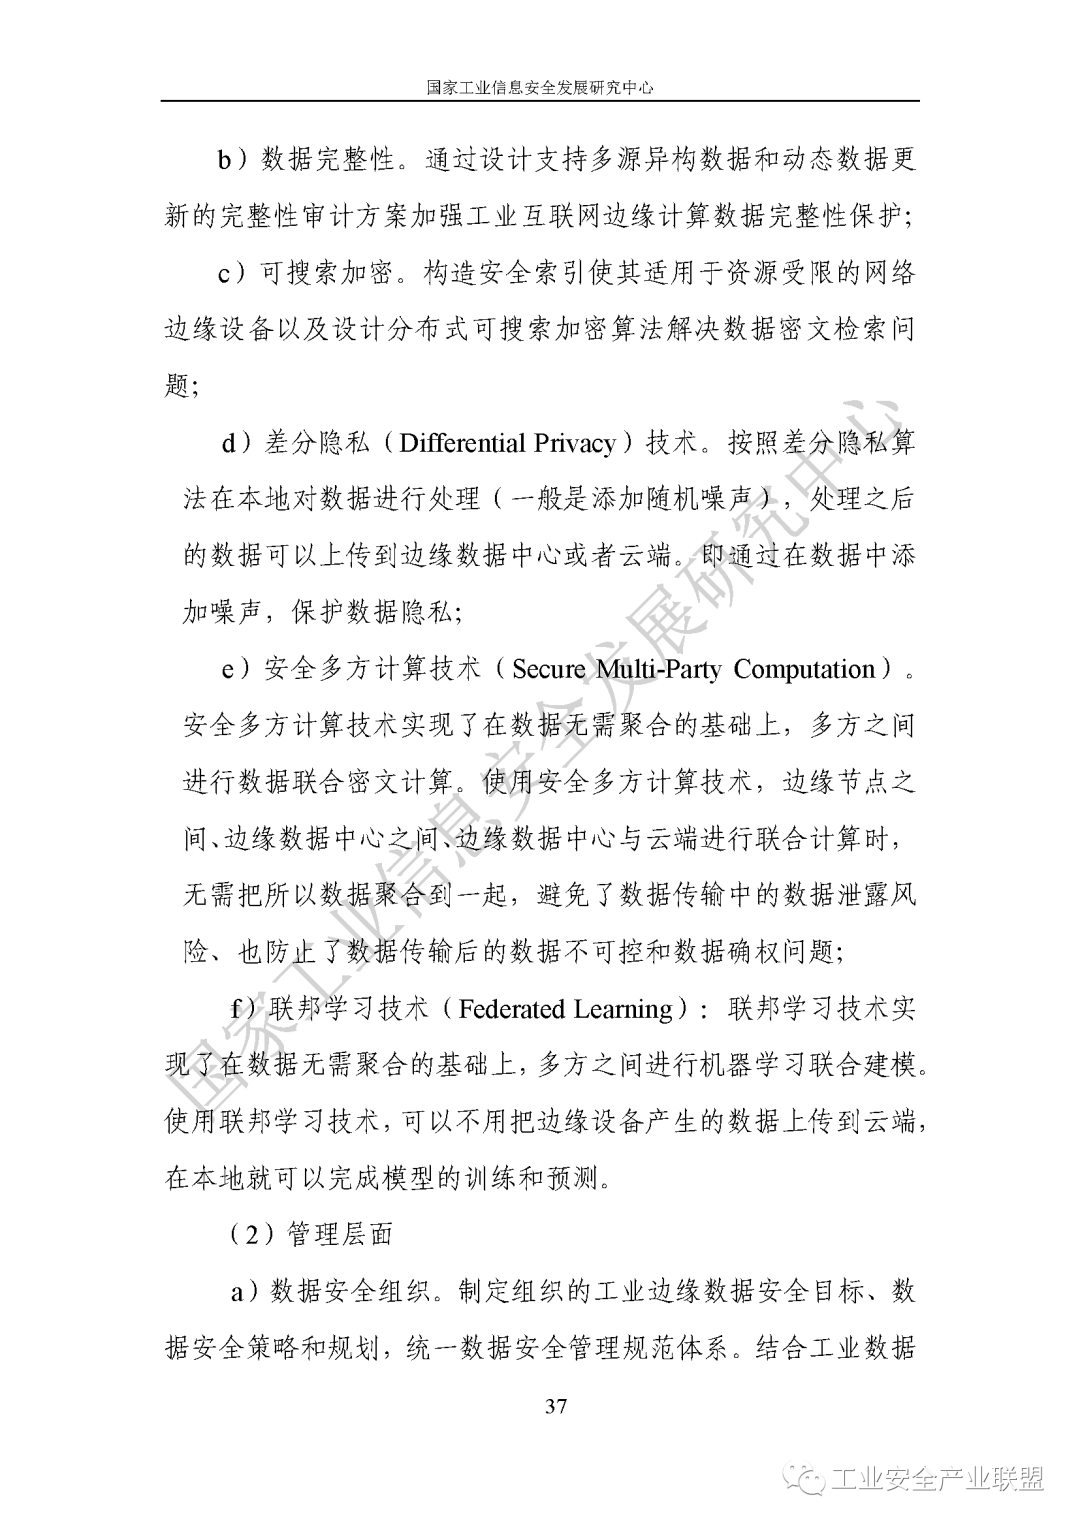 国家工业信息安全发展研究中心
b）数据完整性。通过设计支持多源异构数据和动态数据更
新的完整性审计方案加强工业互联网边缘计算数据完整性保护；
c）可搜索加密。构造安全索引使其适用于资源受限的网络
边缘设备以及设计分布式可搜索加密算法解决数据密文检索问
题；
d）差分隐私（Differential Privacy）技术。按照差分隐私算
法在本地对数据进行处理（一般是添加随机噪声），处理之后
的数据可以上传到边缘数据中心或者云端。即通过在数据中添
加噪声，保护数据隐私；
e）安全多方计算技术（Secure Multi-Party Computation）。
安全多方计算技术实现了在数据无需聚合的基础上，多方之间
进行数据联合密文计算。使用安全多方计算技术，边缘节点之
间、边缘数据中心之间、边缘数据中心与云端进行联合计算时，
无需把所以数据聚合到一起，避免了数据传输中的数据泄露风
险、也防止了数据传输后的数据不可控和数据确权问题；
f）联邦学习技术（Federated Learning）：联邦学习技术实
现了在数据无需聚合的基础上，多方之间进行机器学习联合建模。
使用联邦学习技术，可以不用把边缘设备产生的数据上传到云端，
在本地就可以完成模型的训练和预测。
（2）管理层面
a）数据安全组织。制定组织的工业边缘数据安全目标、数
据安全策略和规划，统一数据安全管理规范体系。结合工业数据
37
国家工业信息安全发展研究中心
工业安全产业联盟